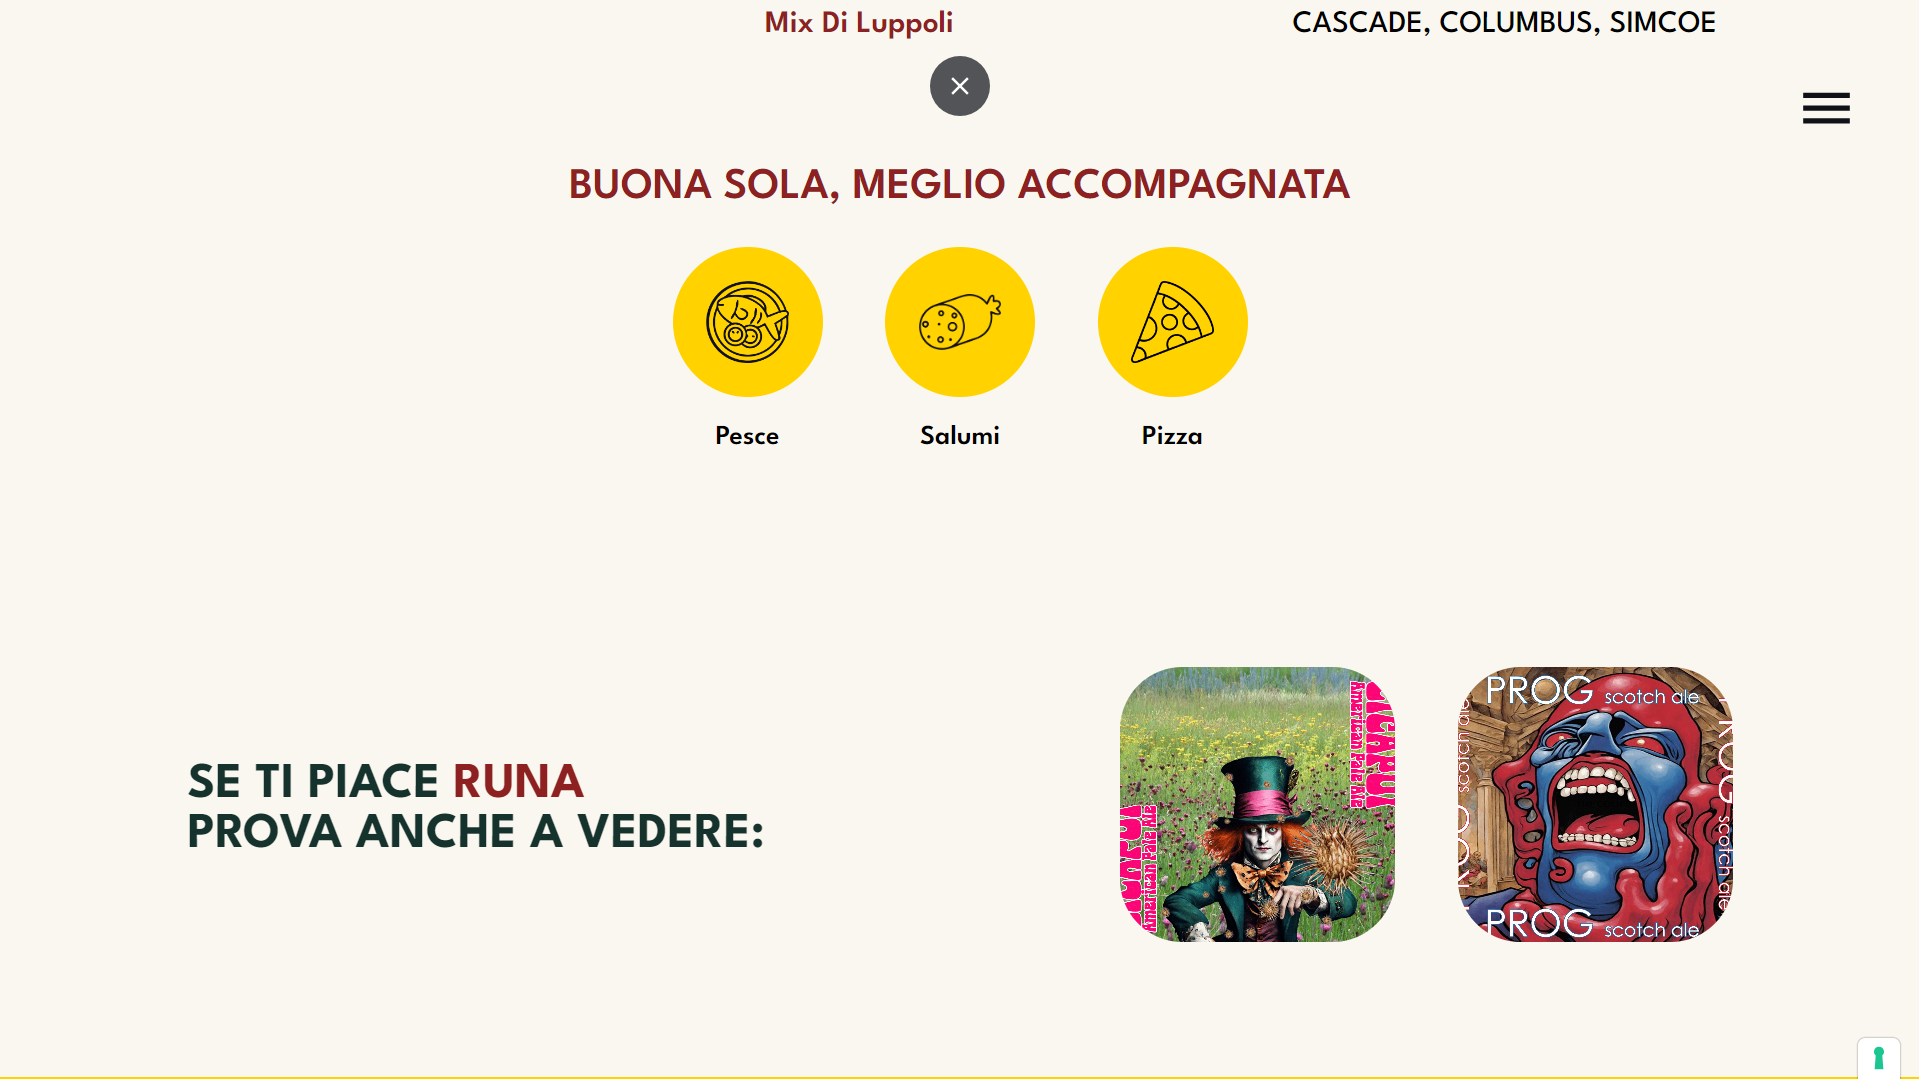 Mix Di Luppoli
CASCADE, COLUMBUS, SIMCOE
BUONA SOLA, MEGLIO ACCOMPAGNATA
Pesce
Salumi
Pizza
SE TI PIACE RUNA
PROVA ANCHE A VEDERE:
American Pale Ale
American Pale Ale
PROG scotch ale
scotch ale
PROG scotch ale
PROG scotch ale